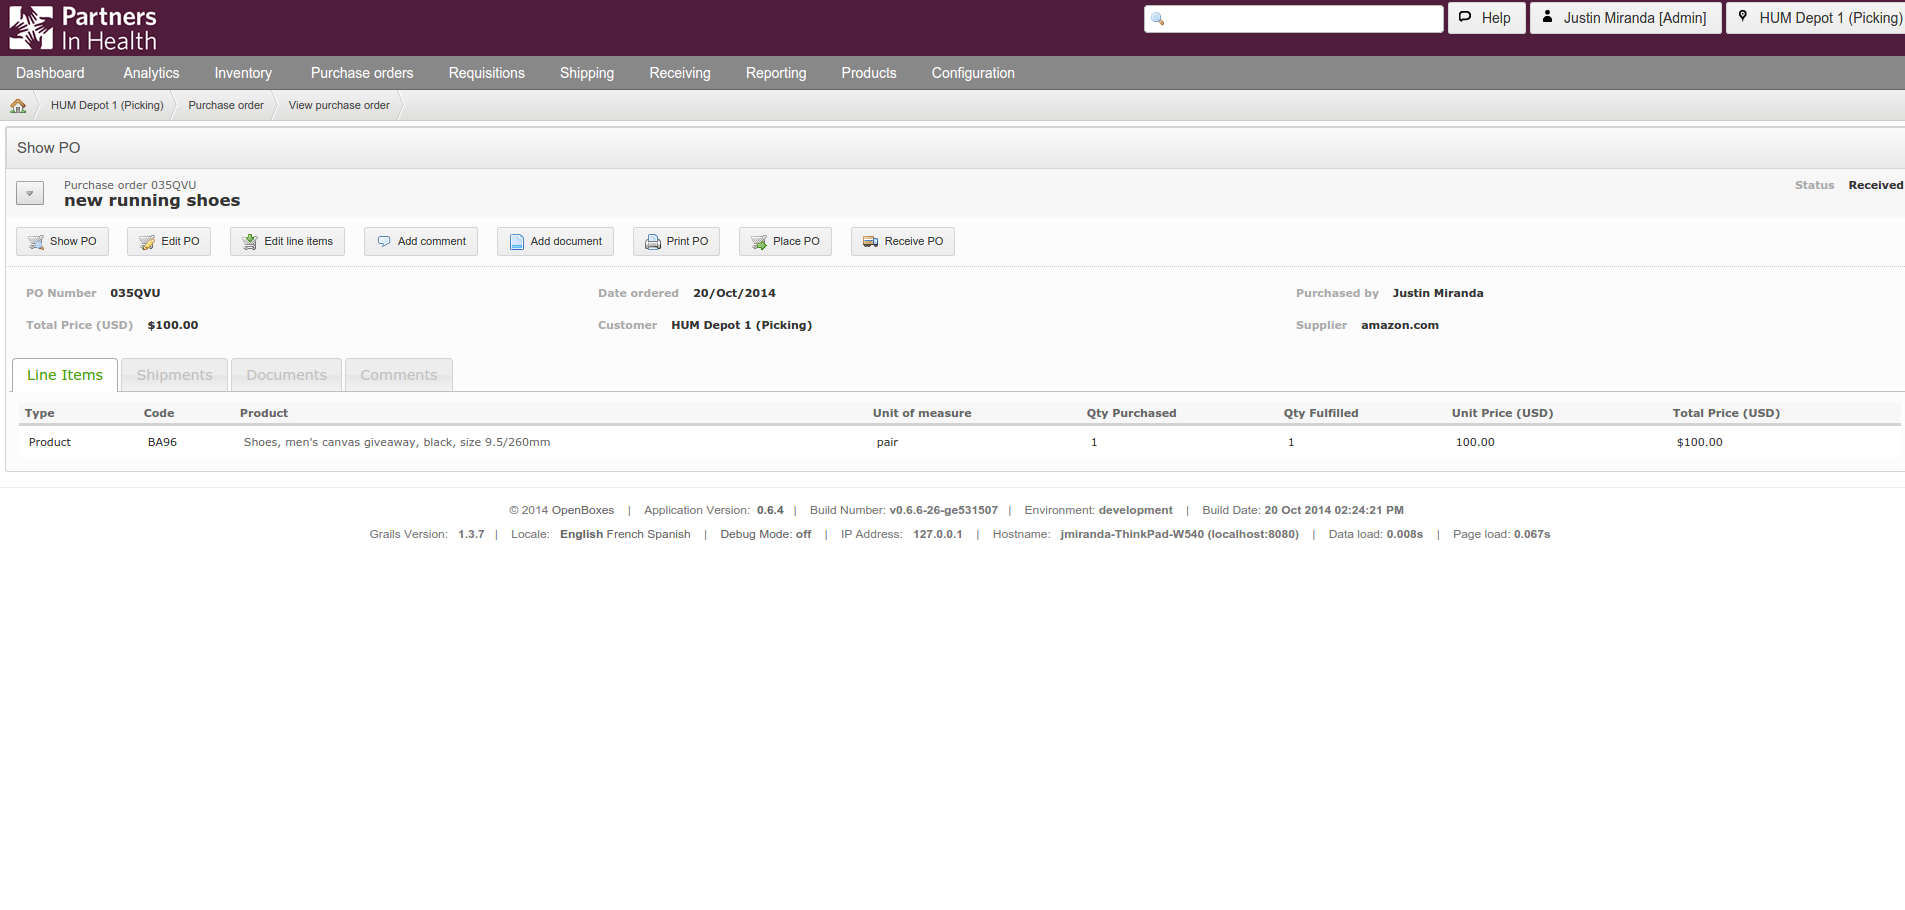 Partners
In Health
Help
Justin Miranda [Admin]
HUM Depot 1 (Picking)
Dashboard Analytics Inventory Purchase orders Requisitions Shipping Receiving Reporting Products Configuration
HUM Depot 1 (Picking) Purchase order View purchase order
Show PO
Purchase order 035QVU
new running shoes
Status Received
Show PO Edit PO Edit line items Add comment Add document Print PO Place PO Receive PO
PO Number 035QVU Date ordered 20/Oct/2014 Purchased by Justin Miranda
Total Price (USD) $100.00 Customer HUM Depot 1 (Picking) Supplier amazon.com
Line Items Shipments Documents Comments
Type Code Product Unit of measure Qty Purchased Qty Fulfilled Unit Price (USD) Total Price (USD)
Product BA96 Shoes, men's canvas giveaway, black, size 9.5/260mm pair 1 1 100.00 $100.00
© 2014 OpenBoxes | Application Version: 0.6.4 | Build Number: v0.6.6-26-ge531507 | Environment: development | Build Date: 20 Oct 2014 02:24:21 PM
Grails Version: 1.3.7 | Locale: English French Spanish | Debug Mode: off | IP Address: 127.0.0.1 | Hostname: jmiranda-ThinkPad-W540 (localhost:8080) | Data load: 0.008s | Page load: 0.067s